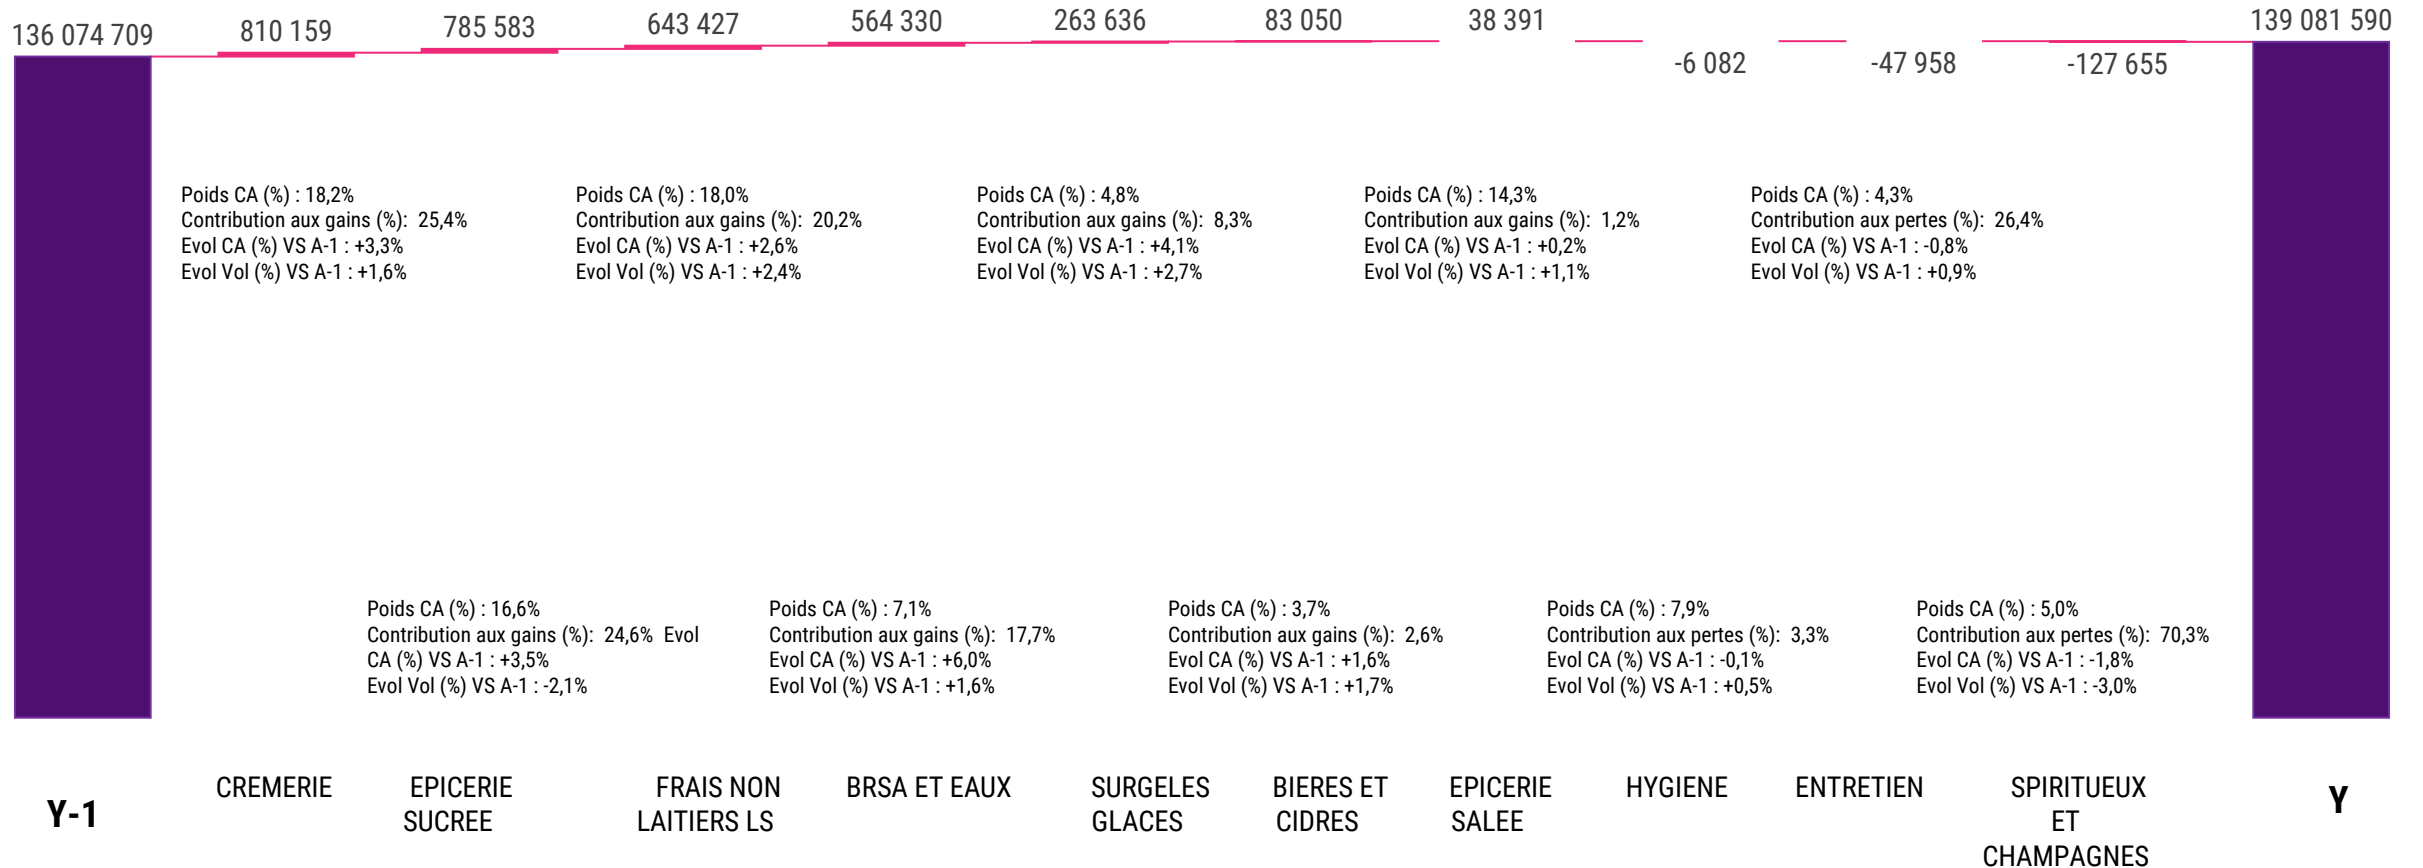 136 074 709
810 159
785 583
643 427
564 330
263 636
83 050
38 391
-6 082
-47 958
-127 655
139 081 590
Poids CA (%) : 18,2%
Contribution aux gains (%): 25,4%
Evol CA (%) VS A-1 : +3,3%
Evol Vol (%) VS A-1 : +1,6%
Poids CA (%) : 18,0%
Contribution aux gains (%): 20,2%
Evol CA (%) VS A-1 : +2,6%
Evol Vol (%) VS A-1 : +2,4%
Poids CA (%) : 4,8%
Contribution aux gains (%): 8,3%
Evol CA (%) VS A-1 : +4,1%
Evol Vol (%) VS A-1 : +2,7%
Poids CA (%) : 14,3%
Contribution aux gains (%): 1,2%
Evol CA (%) VS A-1 : +0,2%
Evol Vol (%) VS A-1 : +1,1%
Poids CA (%) : 4,3%
Contribution aux pertes (%): 26,4%
Evol CA (%) VS A-1 : -0,8%
Evol Vol (%) VS A-1 : +0,9%
Poids CA (%) : 16,6%
Contribution aux gains (%): 24,6% Evol
CA (%) VS A-1 : +3,5%
Evol Vol (%) VS A-1 : -2,1%
Poids CA (%) : 7,1%
Contribution aux gains (%): 17,7%
Evol CA (%) VS A-1 : +6,0%
Evol Vol (%) VS A-1 : +1,6%
Poids CA (%) : 3,7%
Contribution aux gains (%): 2,6%
Evol CA (%) VS A-1 : +1,6%
Evol Vol (%) VS A-1 : +1,7%
Poids CA (%) : 7,9%
Contribution aux pertes (%): 3,3%
Evol CA (%) VS A-1 : -0,1%
Evol Vol (%) VS A-1 : +0,5%
Poids CA (%) : 5,0%
Contribution aux pertes (%): 70,3%
Evol CA (%) VS A-1 : -1,8%
Evol Vol (%) VS A-1 : -3,0%
Y-1
CREMERIE
EPICERIE
SUCREE
FRAIS NON
LAITIERS LS
BRSA ET EAUX
SURGELES
GLACES
BIERES ET
CIDRES
EPICERIE
SALEE
HYGIENE
ENTRETIEN
SPIRITUEUX
ET
CHAMPAGNES
Y